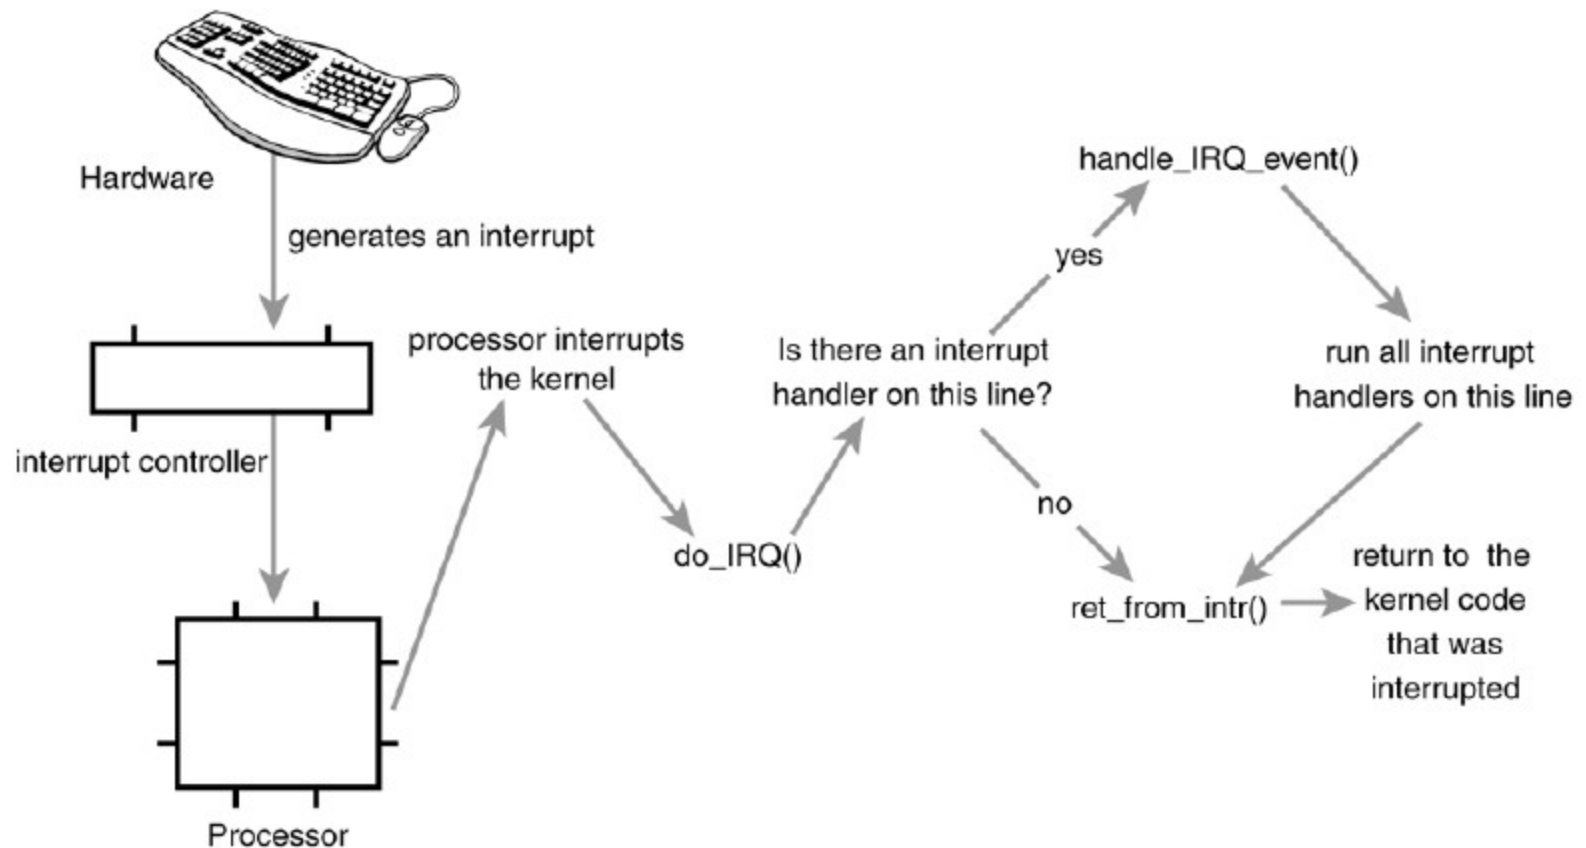 Hardware
generates an interrupt
interrupt controller
Processor
processor interrupts
the kernel
do_IRQ()
Is there an interrupt
handler on this line?
yes
no
handle_IRQ_event()
run all interrupt
handlers on this line
ret_from_intr()
return to the
kernel code
that was
interrupted